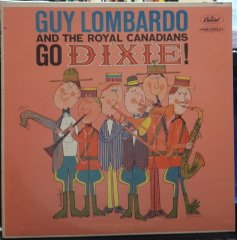 GUY LOMBARDO
AND THE ROYAL CANADIANS
GO DIXIE!
Capitol